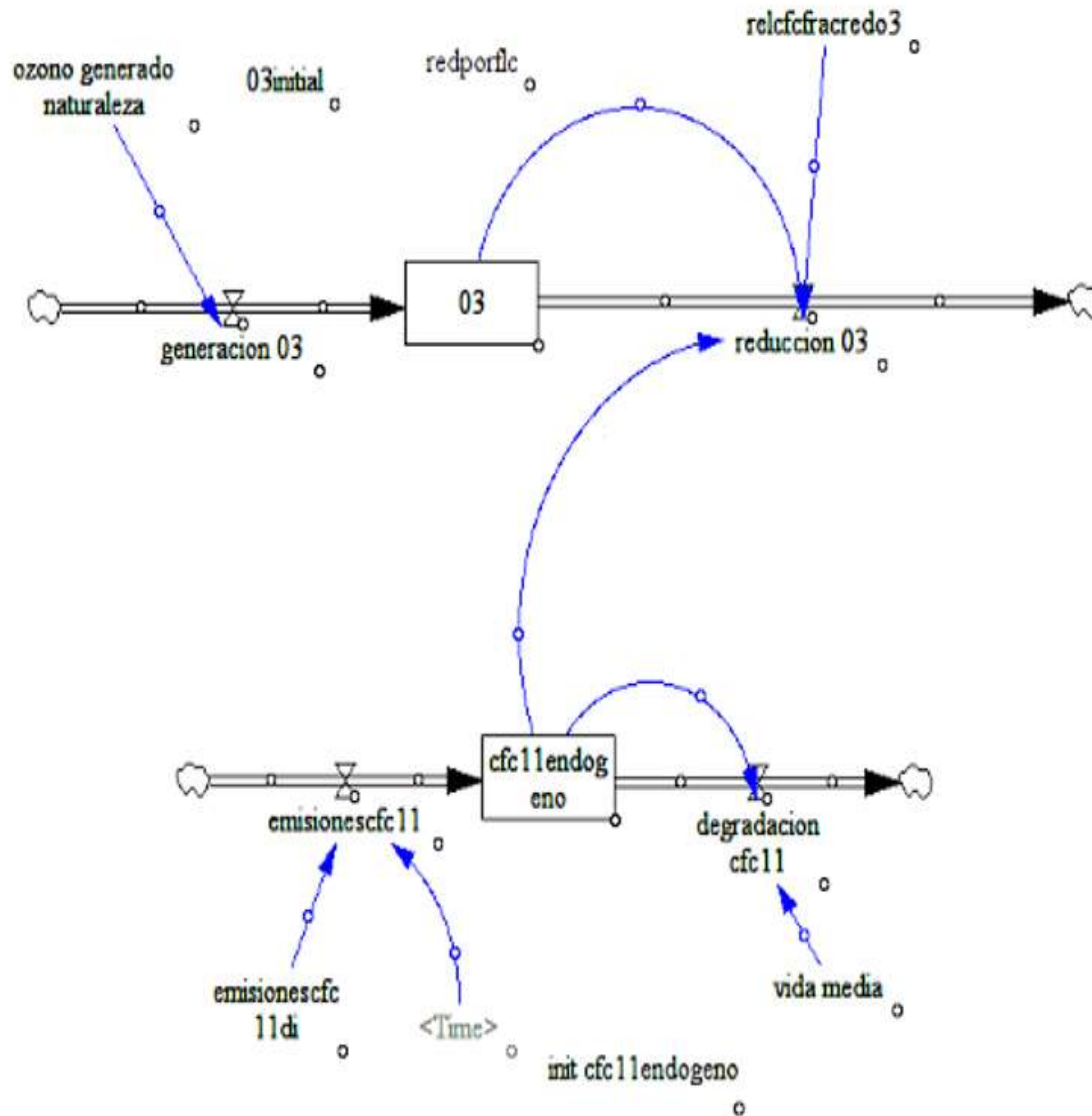 relcfcfracredo3
ozono generado
naturaleza
03initial
redporflc
03
generacion 03
reduccion 03
cfc11endog
eno
emisionescfc11
degradacion
cfc11
emisionescfc
11di
<Time>
vida media
init cfc11endogeno